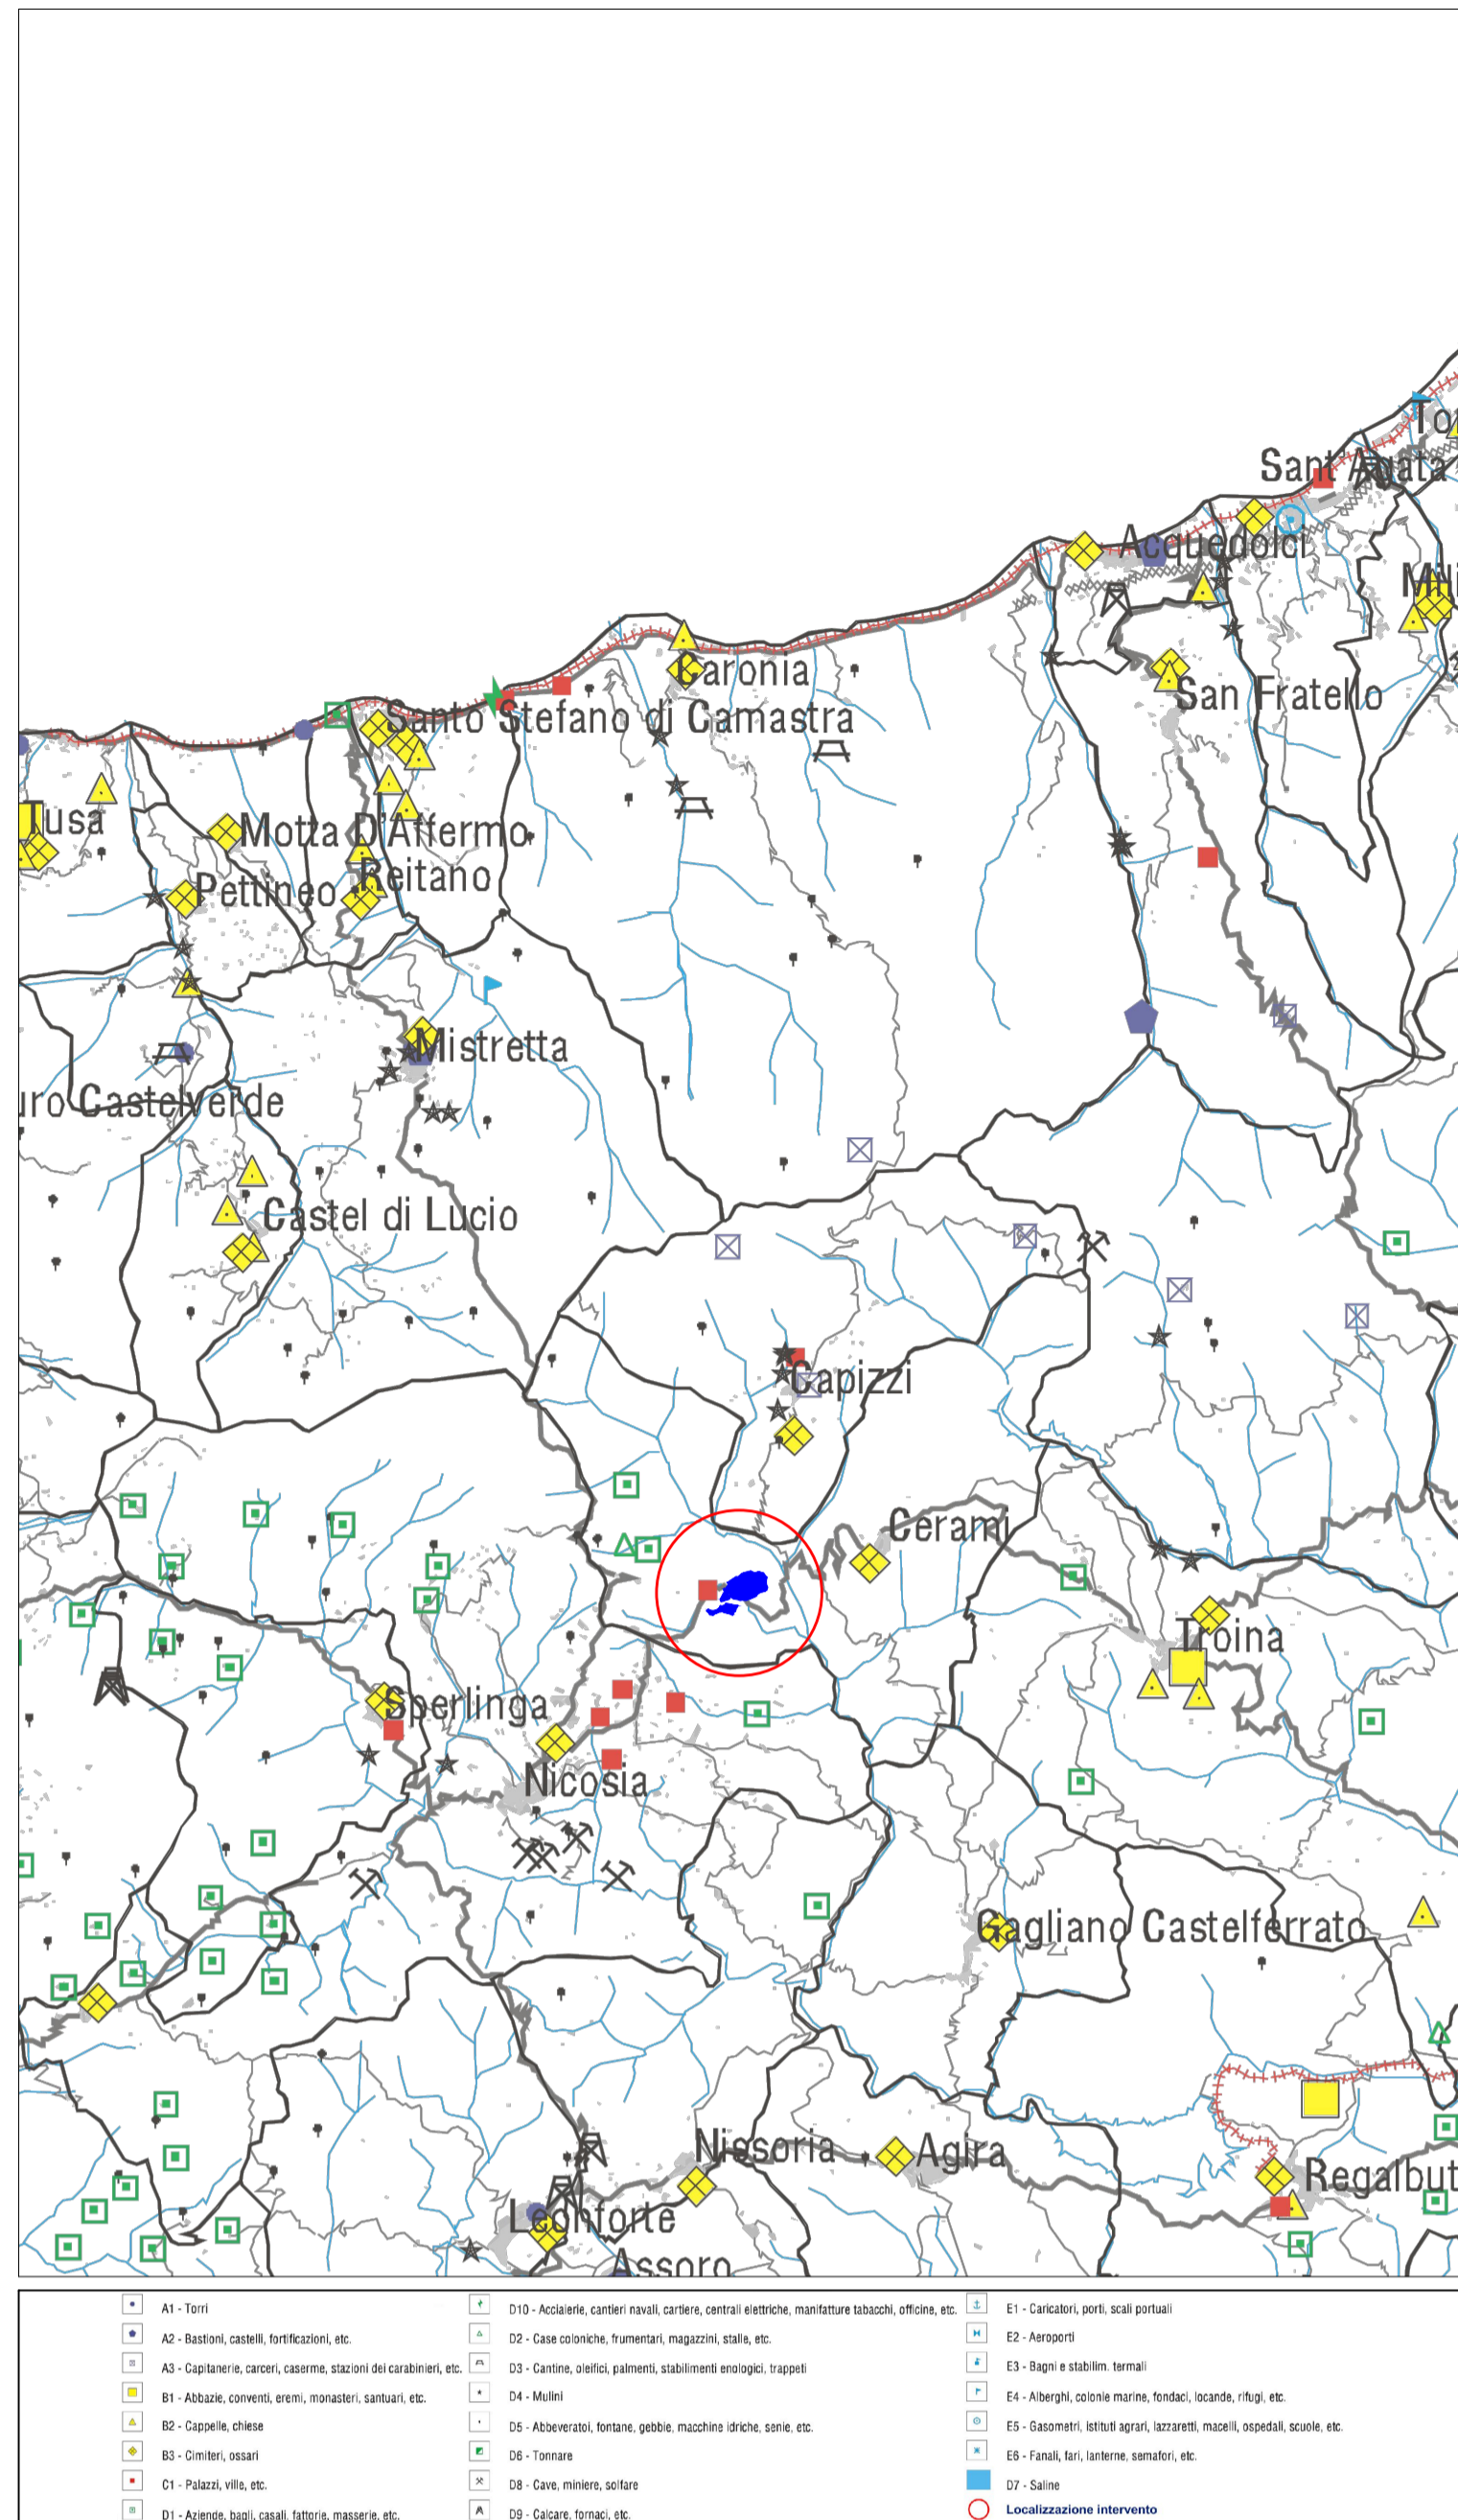 To
Sant'Agata
Acquedolci
Mili
Caronia
San Fratello
Santo Stefano di Camastra
Tusa
Motta D'Affermo
Reitano
Pettineo
Mistretta
uro Castelverde
Castel di Lucio
Capizzi
Cerami
Troina
Sperlinga
Nicosia
Gagliano Castelferrato
Nissoria
Agira
Regalbut
Leonforte
Assoro
A1 - Torri
A2 - Bastioni, castelli, fortificazioni, etc.
A3 - Capitanerie, carceri, caserme, stazioni dei carabinieri, etc.
B1 - Abbazie, conventi, eremi, monasteri, santuari, etc.
B2 - Cappelle, chiese
B3 - Cimiteri, ossari
C1 - Palazzi, ville, etc.
D1 - Aziende, bagli, casali, fattorie, masserie, etc.
D10 - Acciaierie, cantieri navali, cartiere, centrali elettriche, manifatture tabacchi, officine, etc.
D2 - Case coloniche, frumentari, magazzini, stalle, etc.
D3 - Cantine, oleifici, palmenti, stabilimenti enologici, trappeti
D4 - Mulini
D5 - Abbeveratoi, fontane, gebbie, macchine idriche, senie, etc.
D6 - Tonnare
D8 - Cave, miniere, solfare
D9 - Calcare, fornaci, etc.
E1 - Caricatori, porti, scali portuali
E2 - Aeroporti
E3 - Bagni e stabilim. termali
E4 - Alberghi, colonie marine, fondaci, locande, rifugi, etc.
E5 - Gasometri, istituti agrari, lazzaretti, macelli, ospedali, scuole, etc.
E6 - Fanali, fari, lanterne, semafori, etc.
D7 - Saline
Localizzazione intervento